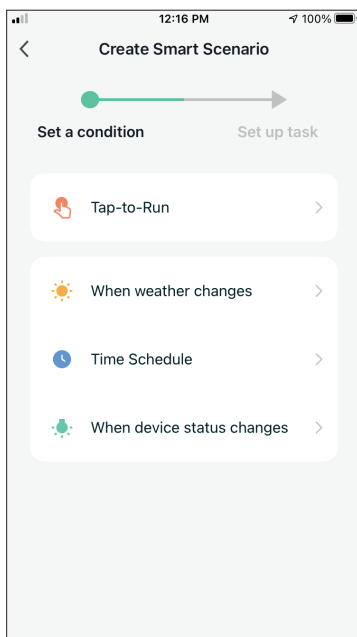 12:16 PM 100%
Create Smart Scenario
Set a condition Set up task
Tap-to-Run
When weather changes
Time Schedule
When device status changes